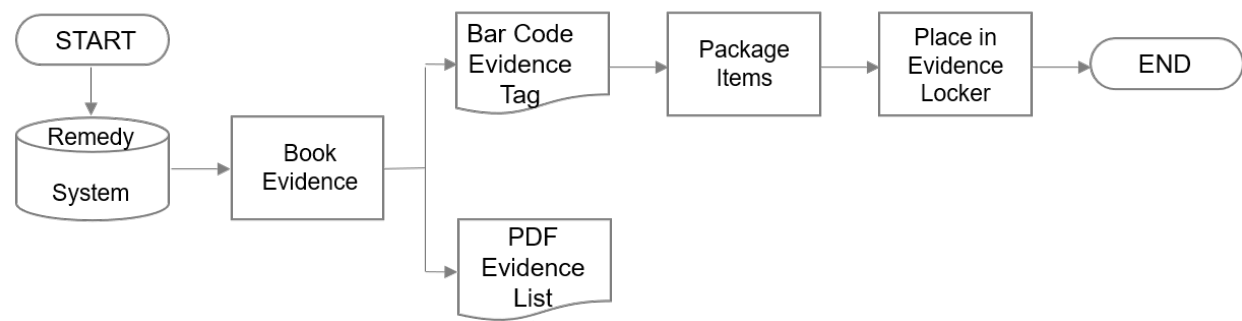 START
Remedy
System
Book
Evidence
Bar Code
Evidence
Tag
Package
Items
Place in
Evidence
Locker
END
PDF
Evidence
List